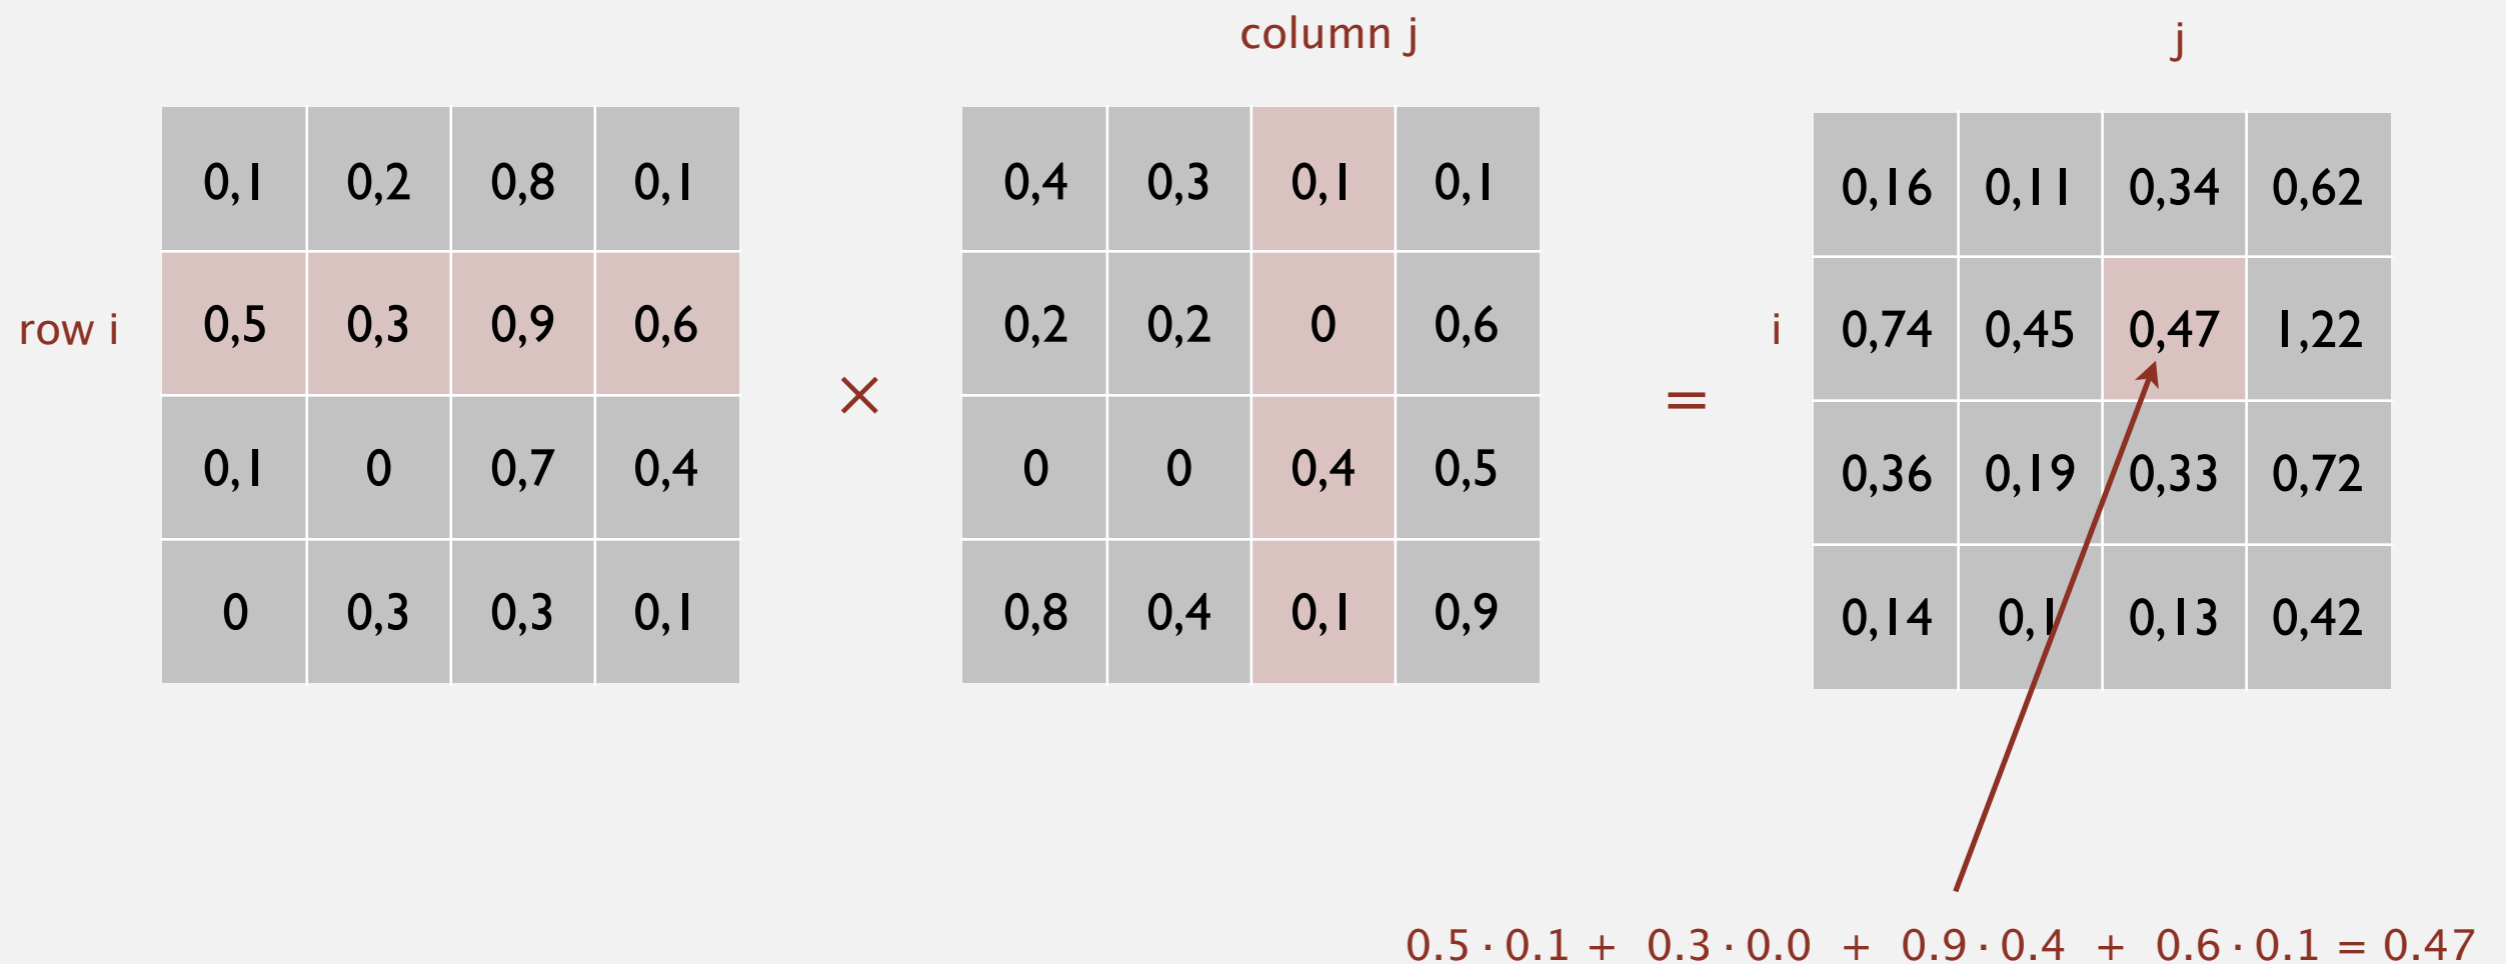 column j
j
0,1 0,2 0,8 0,1
0,4 0,3 0,1 0,1
0,16 0,11 0,34 0,62
row i
0,5 0,3 0,9 0,6
0,2 0,2 0 0,6
i
0,74 0,45 0,47 1,22
×
=
0,1 0 0,7 0,4
0 0 0,4 0,5
0,36 0,19 0,33 0,72
0 0,3 0,3 0,1
0,8 0,4 0,1 0,9
0,14 0,1 0,13 0,42
0.5 · 0.1 + 0.3 · 0.0 + 0.9 · 0.4 + 0.6 · 0.1 = 0.47